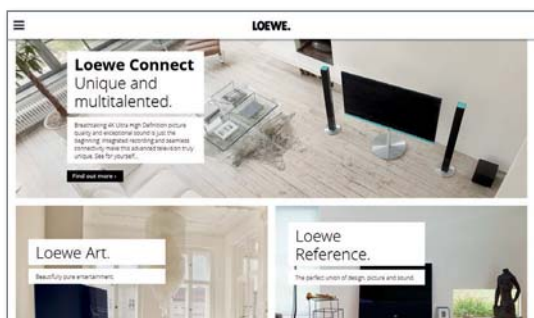 LOEWE.
Loewe Connect
Unique and
multitalented.
Breathtaking 4K Ultra High Definition picture
quality and exceptional sound is just the
beginning. Integrated recording and seamless
connectivity make this advanced television truly
unique. See for yourself...
Find out more ›
Loewe Art.
Beautifully pure entertainment.
Loewe
Reference.
The perfect union of design, picture and sound.